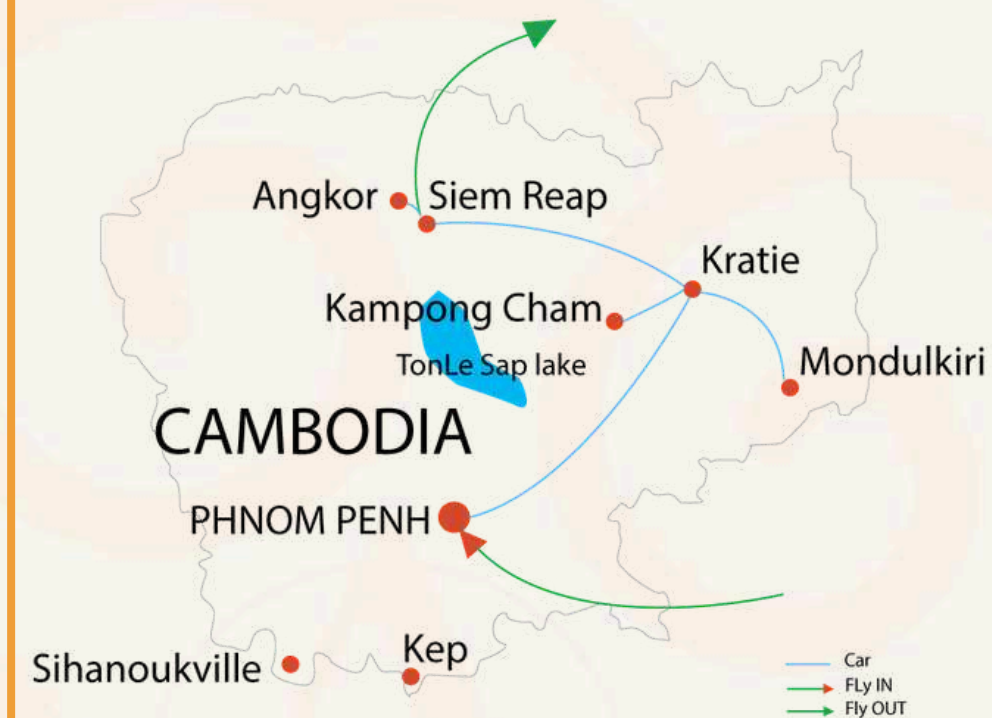 Angkor
Siem Reap
Kratie
Kampong Cham
TonLe Sap lake
Mondulkiri
CAMBODIA
PHNOM PENH
Sihanoukville
Kep
Car
FLy IN
Fly OUT